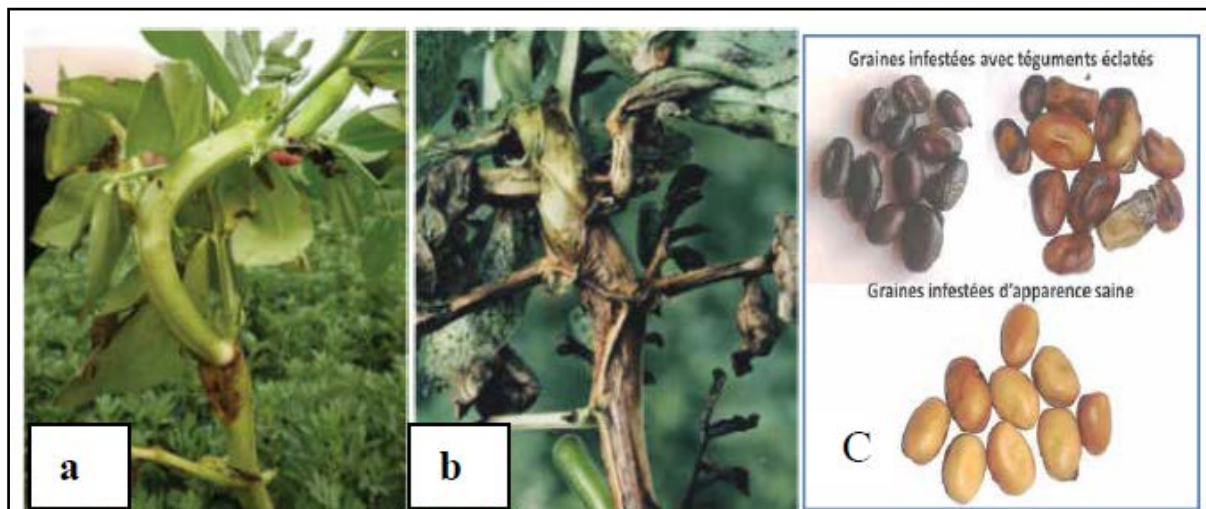 Graines infestées avec téguments éclatés
Graines infestées d'apparence saine
a
b
C